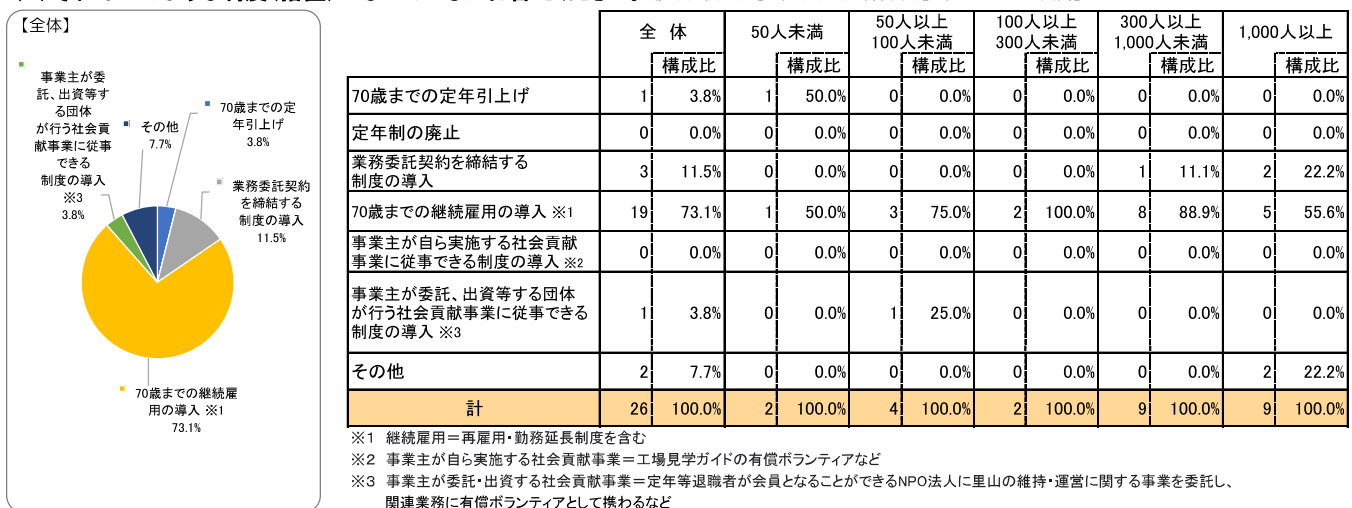 【全体】
事業主が委
託、出資等す
る団体
が行う社会貢
献事業に従事
できる
制度の導入
※3
3.8%
その他
7.7%
70歳までの定
年引上げ
3.8%
業務委託契約
を締結する
制度の導入
11.5%
70歳までの継続雇
用の導入 ※1
73.1%
全 体 50人未満 50人以上 100人未満 100人以上 300人未満 300人以上 1,000人未満 1,000人以上
構成比 構成比 構成比 構成比 構成比 構成比
70歳までの定年引上げ 1 3.8% 1 50.0% 0 0.0% 0 0.0% 0 0.0% 0 0.0%
定年制の廃止 0 0.0% 0 0.0% 0 0.0% 0 0.0% 0 0.0% 0 0.0%
業務委託契約を締結する
制度の導入 3 11.5% 0 0.0% 0 0.0% 0 0.0% 1 11.1% 2 22.2%
70歳までの継続雇用の導入 ※1 19 73.1% 1 50.0% 3 75.0% 2 100.0% 8 88.9% 5 55.6%
事業主が自ら実施する社会貢献
事業に従事できる制度の導入 ※2 0 0.0% 0 0.0% 0 0.0% 0 0.0% 0 0.0% 0 0.0%
事業主が委託、出資等する団体
が行う社会貢献事業に従事できる
制度の導入 ※3 1 3.8% 0 0.0% 1 25.0% 0 0.0% 0 0.0% 0 0.0%
その他 2 7.7% 0 0.0% 0 0.0% 0 0.0% 0 0.0% 2 22.2%
計 26 100.0% 2 100.0% 4 100.0% 2 100.0% 9 100.0% 9 100.0%
※1 継続雇用=再雇用・勤務延長制度を含む
※2 事業主が自ら実施する社会貢献事業=工場見学ガイドの有償ボランティアなど
※3 事業主が委託・出資する社会貢献事業=定年等退職者が会員となることができるNPO法人に里山の維持・運営に関する事業を委託し、
関連業務に有償ボランティアとして携わるなど